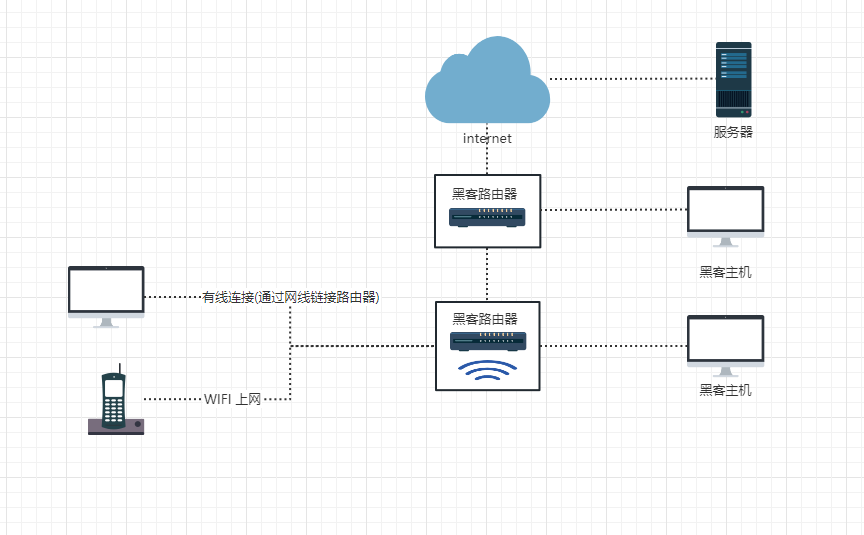 internet
服务器
黑客路由器
黑客主机
有线连接(通过网线链接路由器)
黑客路由器
黑客主机
WIFI 上网